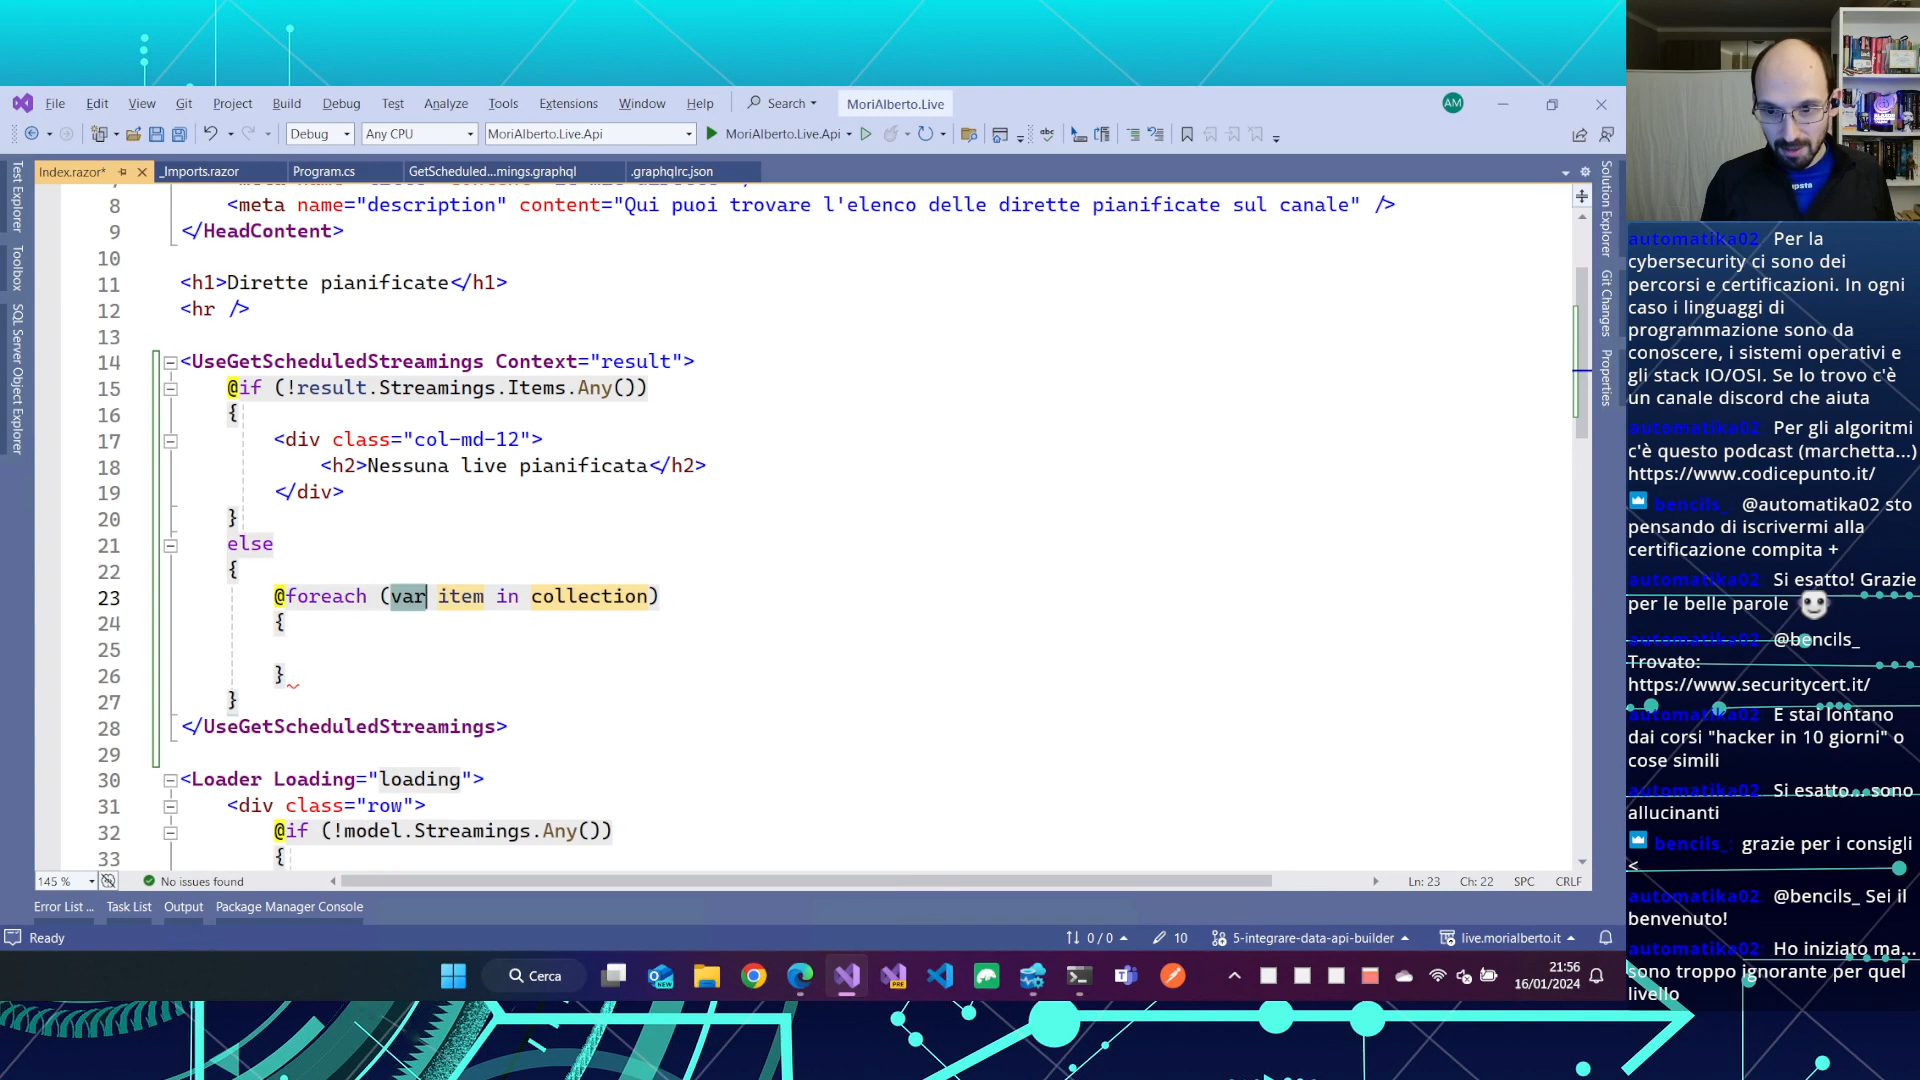 File Edit View Git Project Build Debug Test Analyze Tools Extensions Window Help Search MoriAlberto.Live AM
Debug Any CPU MoriAlberto.Live.Api MoriAlberto.Live.Api
Index.razor* _Imports.razor Program.cs GetScheduled...mings.graphql .graphqlrc.json
Test Explorer
Toolbox
SQL Server Object Explorer
Solution Explorer
Git Changes
Properties
8 <meta name="description" content="Qui puoi trovare l'elenco delle dirette pianificate sul canale" />
9 </HeadContent>
10
11 <h1>Dirette pianificate</h1>
12 <hr />
13
14 <UseGetScheduledStreamings Context="result">
15 @if (!result.Streamings.Items.Any())
16 {
17 <div class="col-md-12">
18 <h2>Nessuna live pianificata</h2>
19 </div>
20 }
21 else
22 {
23 @foreach (var item in collection)
24 {
25
26 }
27 }
28 </UseGetScheduledStreamings>
29
30 <Loader Loading="loading">
31 <div class="row">
32 @if (!model.Streamings.Any())
33 {
145 % No issues found Ln: 23 Ch: 22 SPC CRLF
Error List ... Task List Output Package Manager Console
Ready 0 / 0 10 5-integrare-data-api-builder live.morialberto.it
Cerca NEW PRE 21:56
16/01/2024
upsta
automatika02 Per la
cybersecurity ci sono dei
percorsi e certificazioni. In ogni
caso i linguaggi di
programmazione sono da
conoscere, i sistemi operativi e
gli stack IO/OSI. Se lo trovo c'è
un canale discord che aiuta
automatika02 Per gli algoritmi
c'è questo podcast (marchetta...)
https://www.codicepunto.it/
bencils_ @automatika02 sto
pensando di iscrivermi alla
certificazione compita +
automatika02 Si esatto! Grazie
per le belle parole
automatika02 @bencils_
Trovato:
https://www.securitycert.it/
automatika02 E stai lontano
dai corsi "hacker in 10 giorni" o
cose simili
automatika02 Si esatto... sono
allucinanti
bencils_: grazie per i consigli
<
automatika02 @bencils_ Sei il
benvenuto!
automatika02 Ho iniziato ma...
sono troppo ignorante per quel
livello